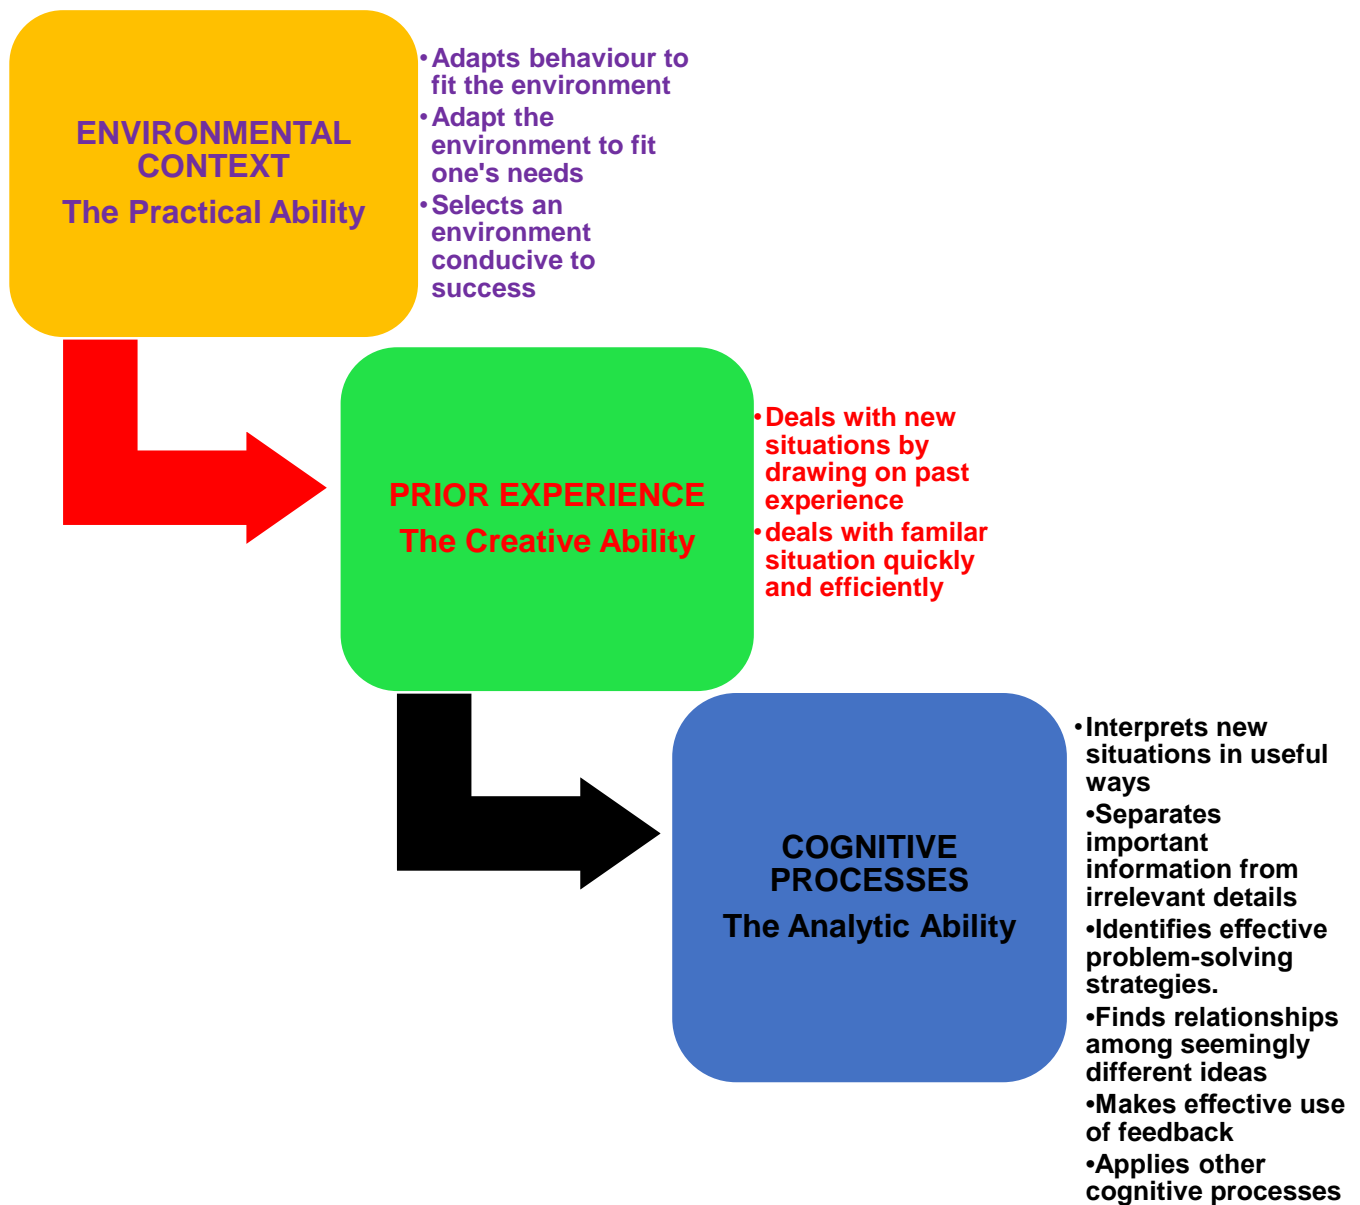 ENVIRONMENTAL
CONTEXT
The Practical Ability
•Adapts behaviour to
fit the environment
•Adapt the
environment to fit
one's needs
•Selects an
environment
conducive to
success
PRIOR EXPERIENCE
The Creative Ability
•Deals with new
situations by
drawing on past
experience
•deals with familar
situation quickly
and efficiently
COGNITIVE
PROCESSES
The Analytic Ability
•Interprets new
situations in useful
ways
•Separates
important
information from
irrelevant details
•Identifies effective
problem-solving
strategies.
•Finds relationships
among seemingly
different ideas
•Makes effective use
of feedback
•Applies other
cognitive processes